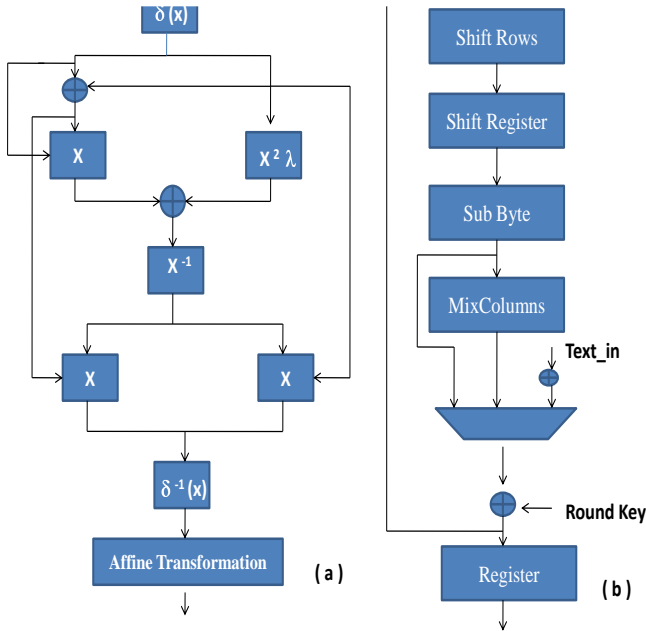 δ(x)
X
X² λ
X⁻¹
X
X
δ⁻¹(x)
Affine Transformation
( a )
Shift Rows
Shift Register
Sub Byte
MixColumns
Text_in
Round Key
Register
( b )